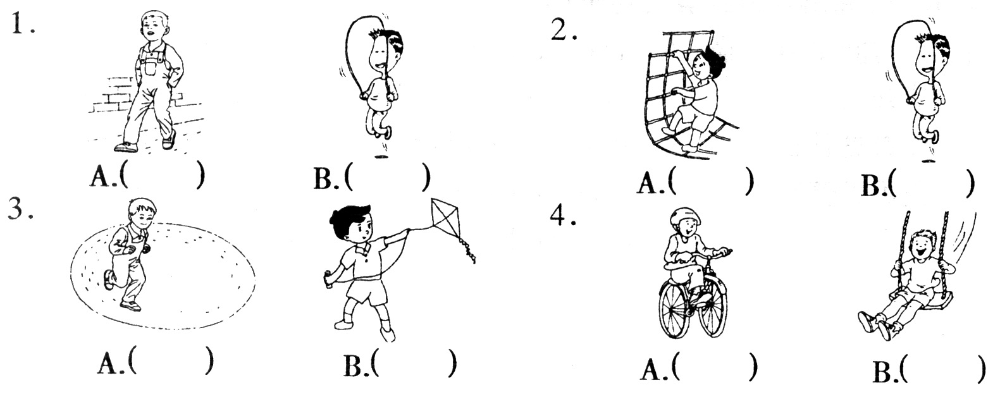 1.
2.
A.(      )
B.(      )
A.(      )
B.(      )
3.
4.
A.(      )
B.(      )
A.(      )
B.(      )